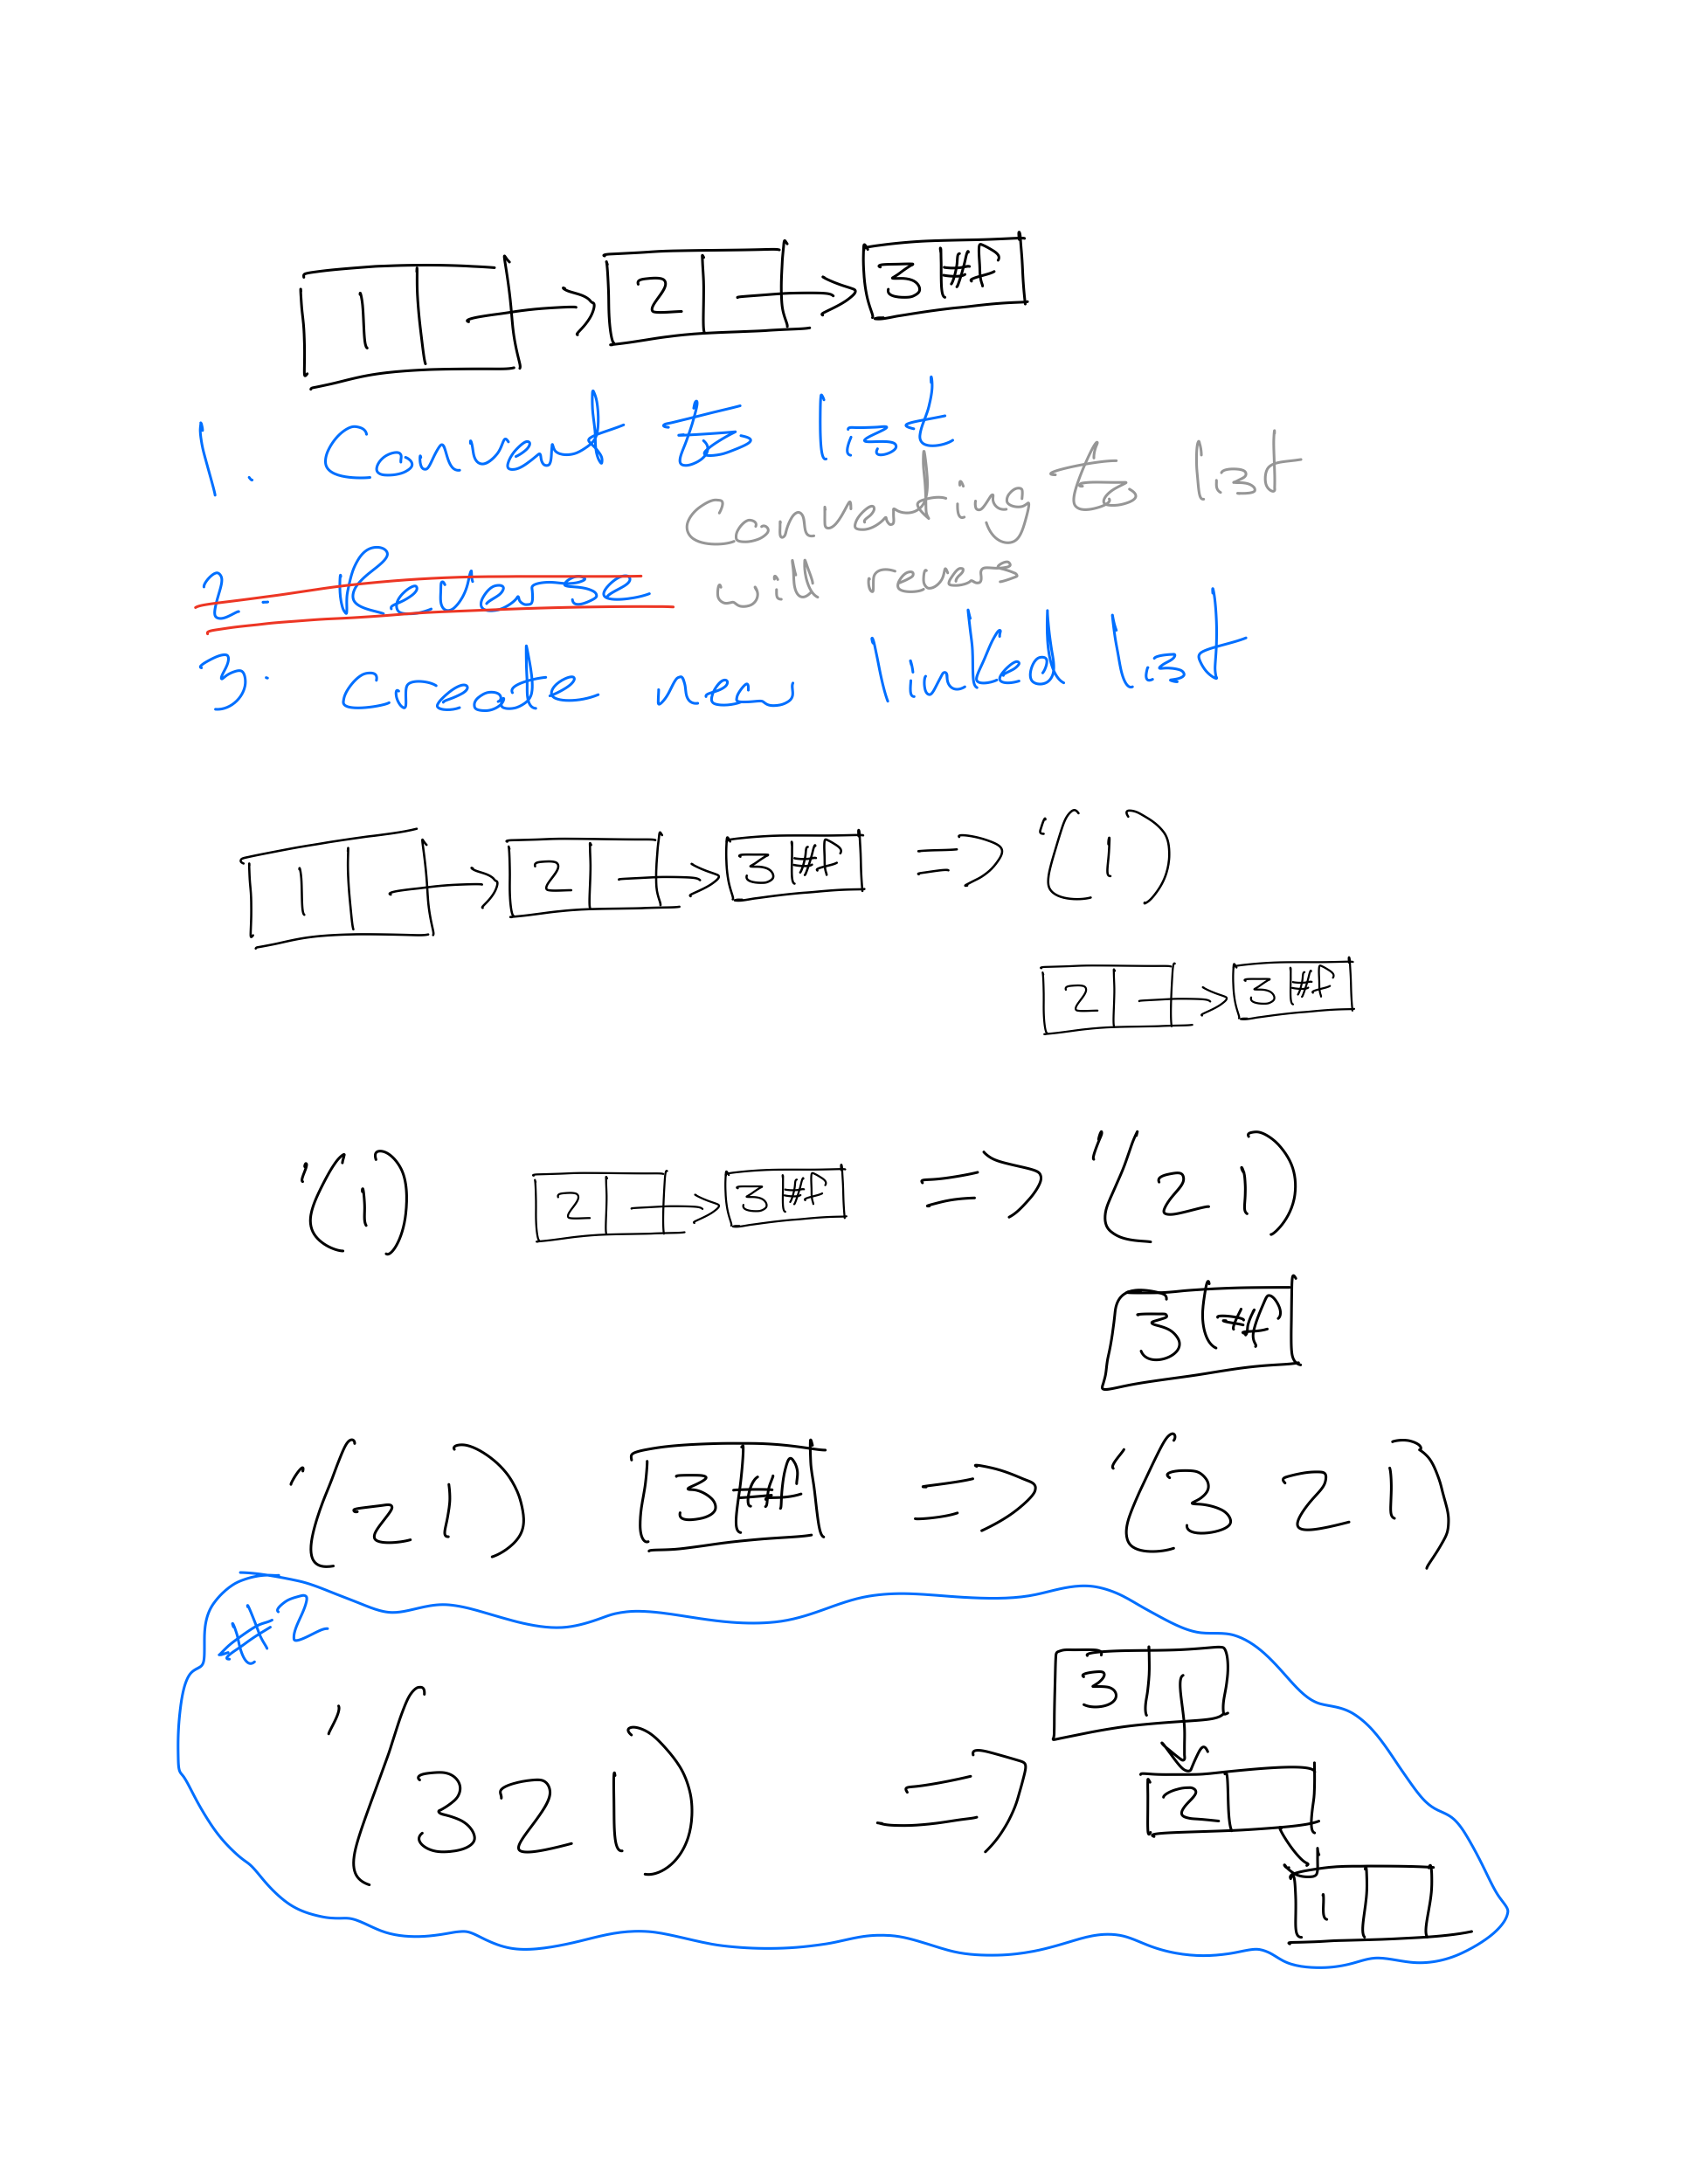 1 2 3 #f
1. Convert to list
Converting to list
2. Reverse
will revers
3. create new linked list
1 2 3 #f => '(1)
2 3 #f
'(1) 2 3 #f => '(2 1)
3 #f
'(2 1) 3 #f => '(3 2 1)
#2
3
'(3 2 1) => 2
1